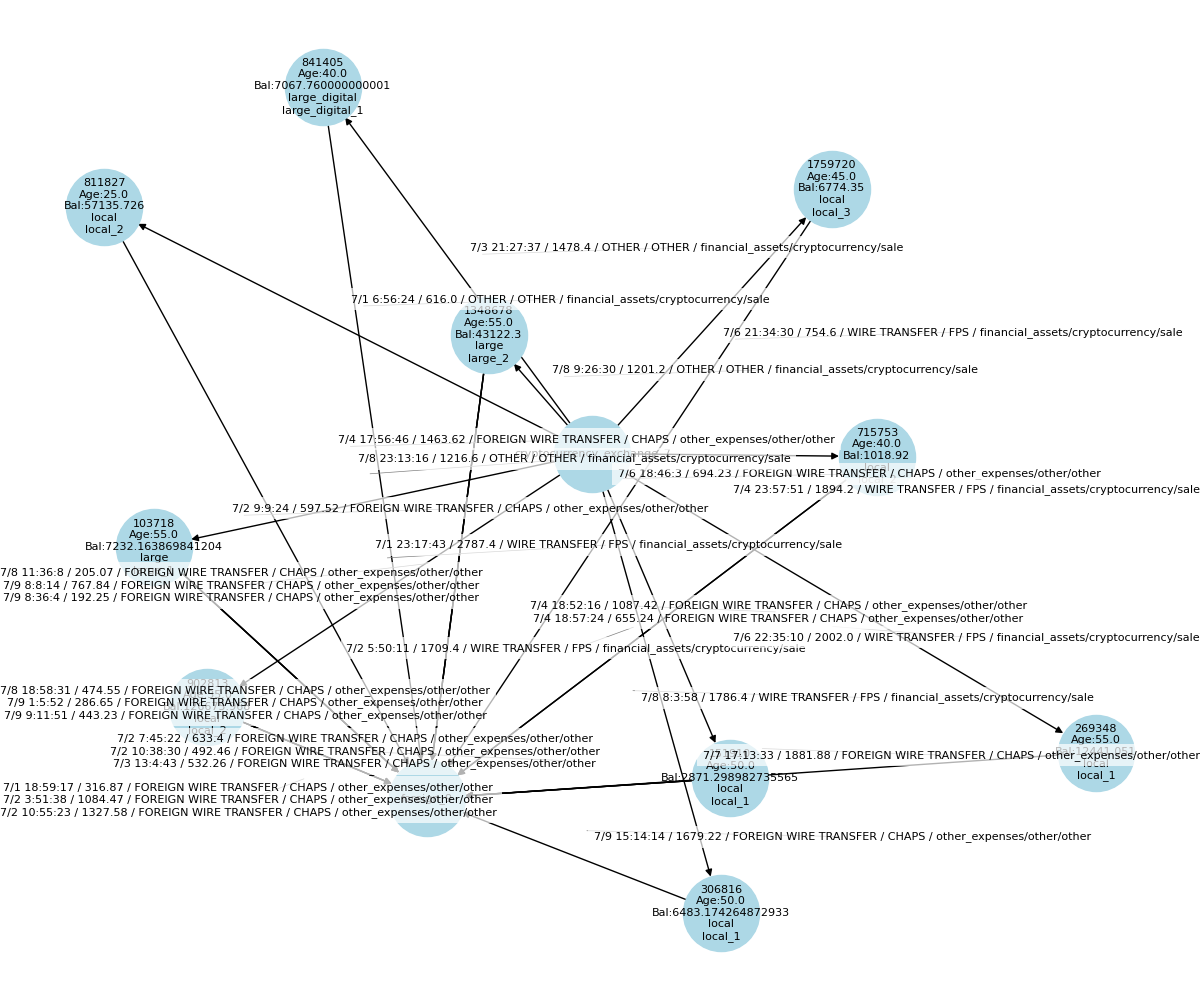 841405
Age:40.0
Bal:7067.760000000001
large_digital
large_digital_1
1759720
Age:45.0
Bal:6774.35
local
local_3
811827
Age:25.0
Bal:57135.726
local
local_2
7/3 21:27:37 / 1478.4 / OTHER / OTHER / financial_assets/cryptocurrency/sale
7/1 6:56:24 / 616.0 / OTHER / OTHER / financial_assets/cryptocurrency/sale
1348678
Age:55.0
Bal:43122.3
large
large_2
7/6 21:34:30 / 754.6 / WIRE TRANSFER / FPS / financial_assets/cryptocurrency/sale
7/8 9:26:30 / 1201.2 / OTHER / OTHER / financial_assets/cryptocurrency/sale
715753
Age:40.0
Bal:1018.92
local
7/4 17:56:46 / 1463.62 / FOREIGN WIRE TRANSFER / CHAPS / other_expenses/other/other
7/8 23:13:16 / 1216.6 / OTHER / OTHER / financial_assets/cryptocurrency/sale
7/6 18:46:3 / 694.23 / FOREIGN WIRE TRANSFER / CHAPS / other_expenses/other/other
7/4 23:57:51 / 1894.2 / WIRE TRANSFER / FPS / financial_assets/cryptocurrency/sale
7/2 9:9:24 / 597.52 / FOREIGN WIRE TRANSFER / CHAPS / other_expenses/other/other
103718
Age:55.0
Bal:7232.163869841204
large
7/1 23:17:43 / 2787.4 / WIRE TRANSFER / FPS / financial_assets/cryptocurrency/sale
7/8 11:36:8 / 205.07 / FOREIGN WIRE TRANSFER / CHAPS / other_expenses/other/other
7/9 8:8:14 / 767.84 / FOREIGN WIRE TRANSFER / CHAPS / other_expenses/other/other
7/9 8:36:4 / 192.25 / FOREIGN WIRE TRANSFER / CHAPS / other_expenses/other/other
7/4 18:52:16 / 1087.42 / FOREIGN WIRE TRANSFER / CHAPS / other_expenses/other/other
7/4 18:57:24 / 655.24 / FOREIGN WIRE TRANSFER / CHAPS / other_expenses/other/other
7/6 22:35:10 / 2002.0 / WIRE TRANSFER / FPS / financial_assets/cryptocurrency/sale
7/2 5:50:11 / 1709.4 / WIRE TRANSFER / FPS / financial_assets/cryptocurrency/sale
902813
7/8 18:58:31 / 474.55 / FOREIGN WIRE TRANSFER / CHAPS / other_expenses/other/other
7/9 1:5:52 / 286.65 / FOREIGN WIRE TRANSFER / CHAPS / other_expenses/other/other
7/9 9:11:51 / 443.23 / FOREIGN WIRE TRANSFER / CHAPS / other_expenses/other/other
local
local_2
7/8 8:3:58 / 1786.4 / WIRE TRANSFER / FPS / financial_assets/cryptocurrency/sale
7/2 7:45:22 / 633.4 / FOREIGN WIRE TRANSFER / CHAPS / other_expenses/other/other
7/2 10:38:30 / 492.46 / FOREIGN WIRE TRANSFER / CHAPS / other_expenses/other/other
7/3 13:4:43 / 532.26 / FOREIGN WIRE TRANSFER / CHAPS / other_expenses/other/other
269348
Age:55.0
Bal:12441.051
local
local_1
7/7 17:13:33 / 1881.88 / FOREIGN WIRE TRANSFER / CHAPS / other_expenses/other/other
Age:50.0
Bal:2871.298982735565
local
local_1
7/1 18:59:17 / 316.87 / FOREIGN WIRE TRANSFER / CHAPS / other_expenses/other/other
7/2 3:51:38 / 1084.47 / FOREIGN WIRE TRANSFER / CHAPS / other_expenses/other/other
7/2 10:55:23 / 1327.58 / FOREIGN WIRE TRANSFER / CHAPS / other_expenses/other/other
7/9 15:14:14 / 1679.22 / FOREIGN WIRE TRANSFER / CHAPS / other_expenses/other/other
306816
Age:50.0
Bal:6483.174264872933
local
local_1